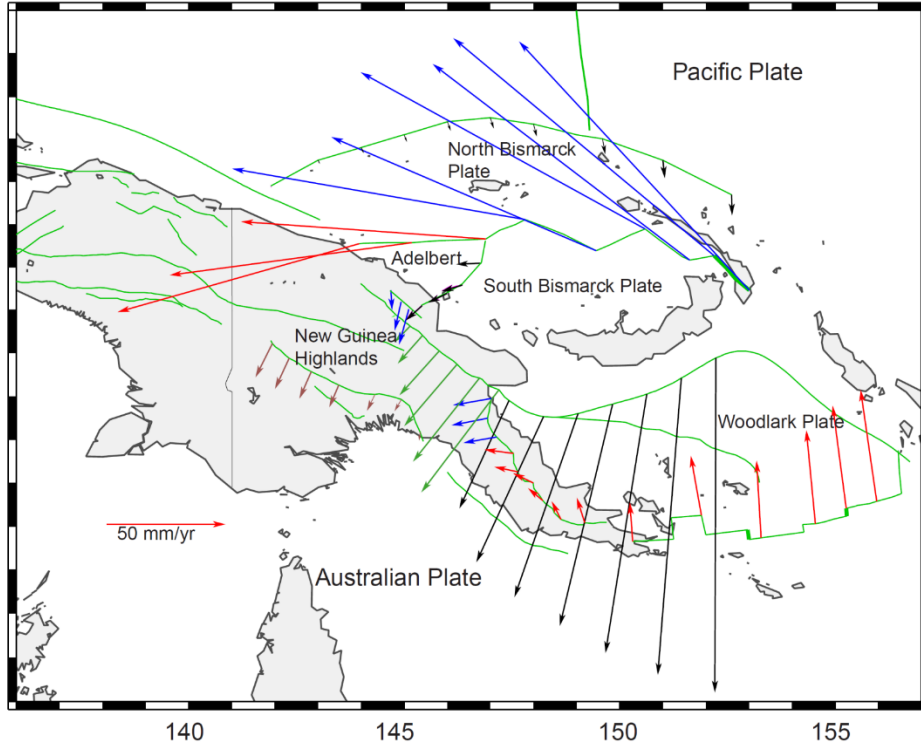 Pacific Plate
North Bismarck
Plate
Adelbert
South Bismarck Plate
New Guinea
Highlands
Woodlark Plate
50 mm/yr
Australian Plate
140
145
150
155